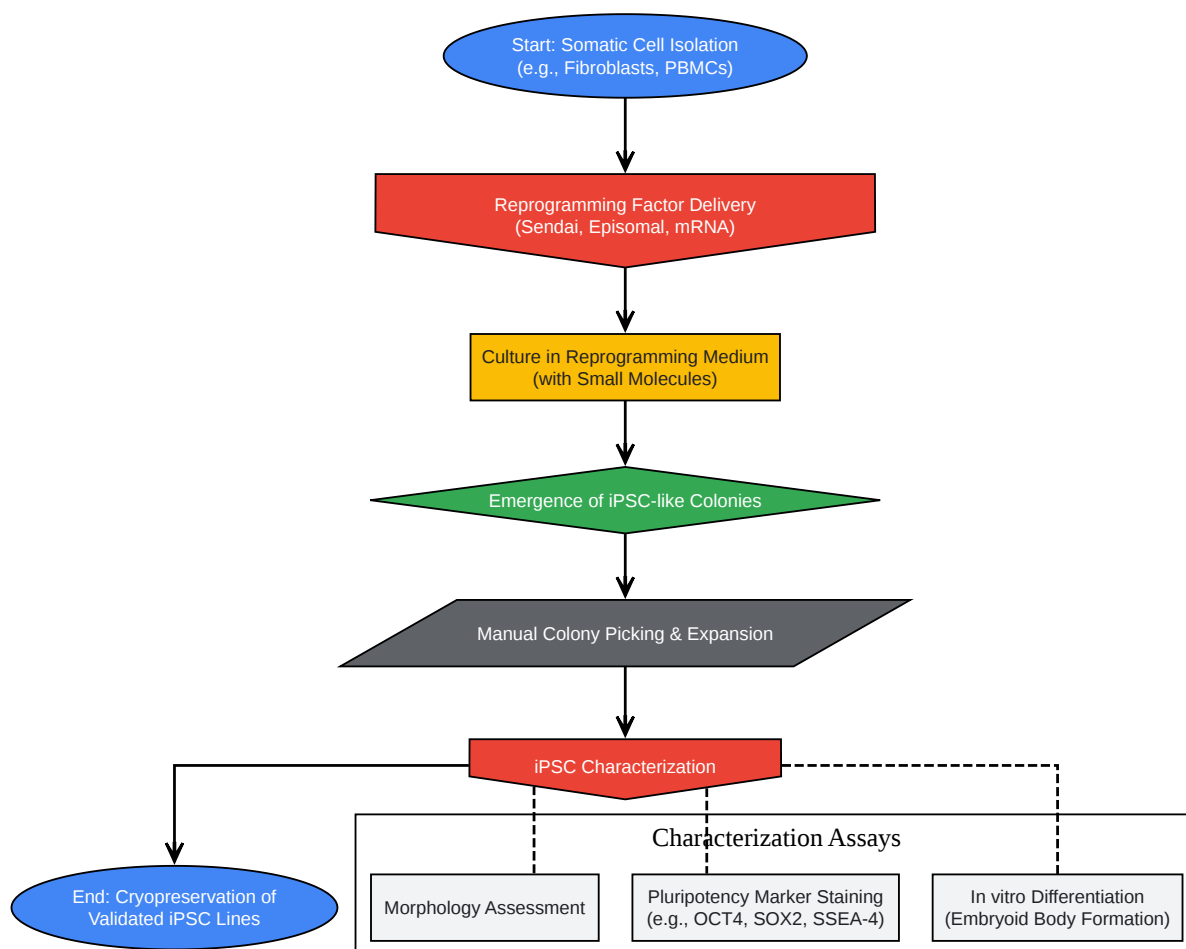 Start: Somatic Cell Isolation
(e.g., Fibroblasts, PBMCs)
Reprogramming Factor Delivery
(Sendai, Episomal, mRNA)
Culture in Reprogramming Medium
(with Small Molecules)
Emergence of iPSC-like Colonies
Manual Colony Picking & Expansion
iPSC Characterization
Characterization Assays
End: Cryopreservation of
Validated iPSC Lines
Morphology Assessment
Pluripotency Marker Staining
(e.g., OCT4, SOX2, SSEA-4)
In vitro Differentiation
(Embryoid Body Formation)